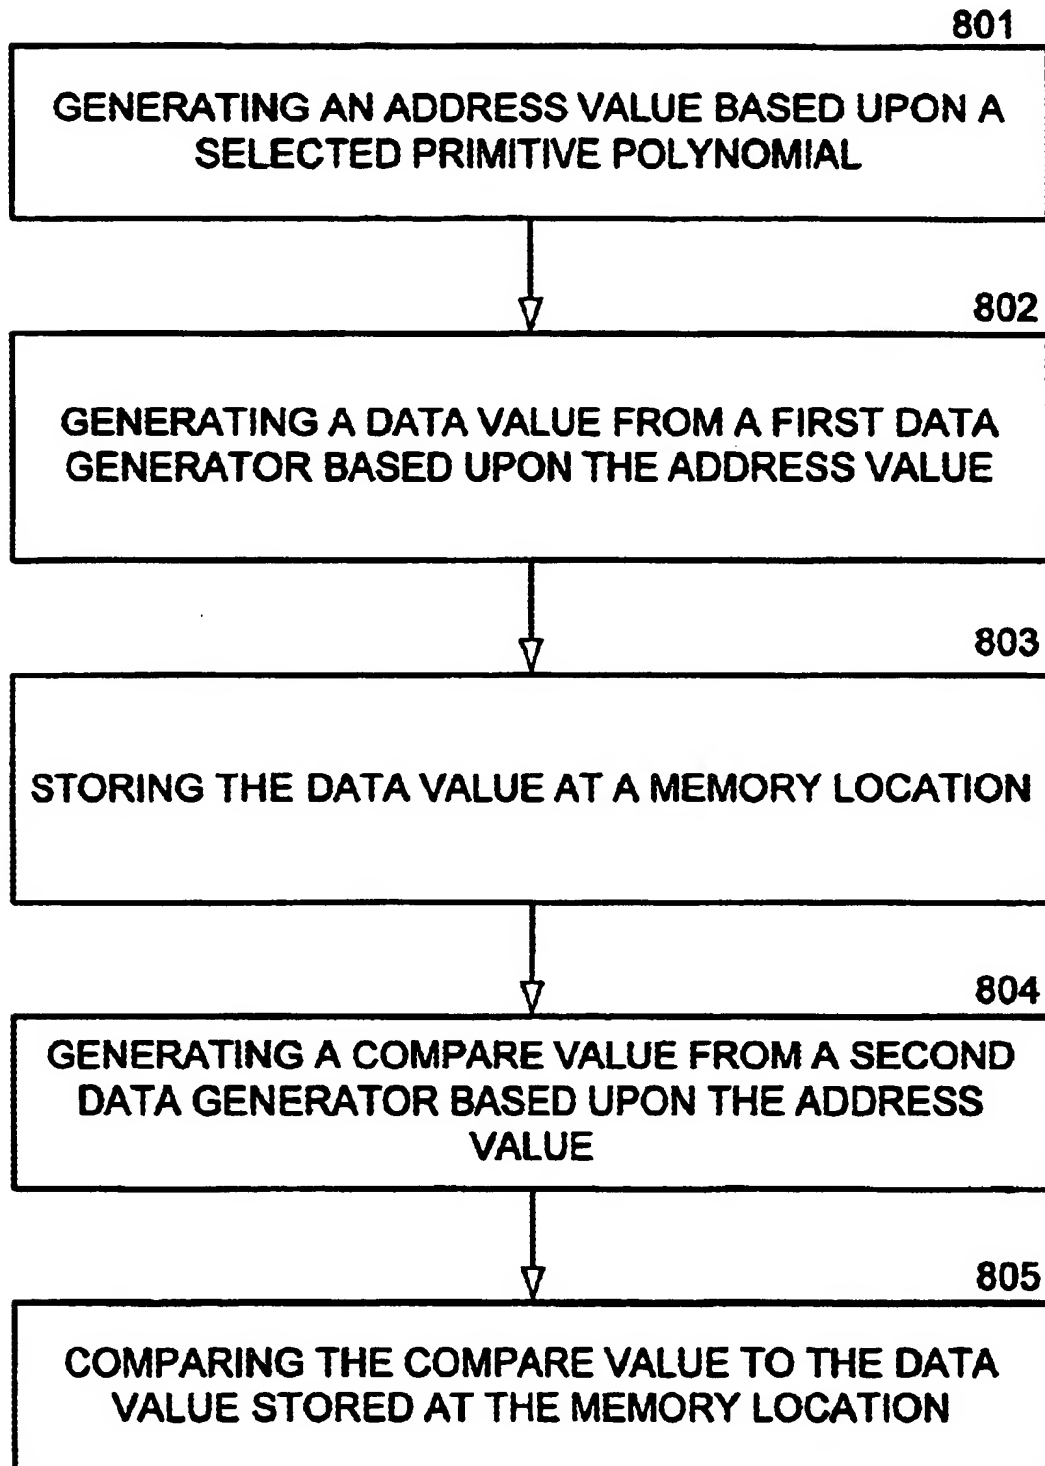 801
GENERATING AN ADDRESS VALUE BASED UPON A
SELECTED PRIMITIVE POLYNOMIAL
802
GENERATING A DATA VALUE FROM A FIRST DATA
GENERATOR BASED UPON THE ADDRESS VALUE
803
STORING THE DATA VALUE AT A MEMORY LOCATION
804
GENERATING A COMPARE VALUE FROM A SECOND
DATA GENERATOR BASED UPON THE ADDRESS
VALUE
805
COMPARING THE COMPARE VALUE TO THE DATA
VALUE STORED AT THE MEMORY LOCATION